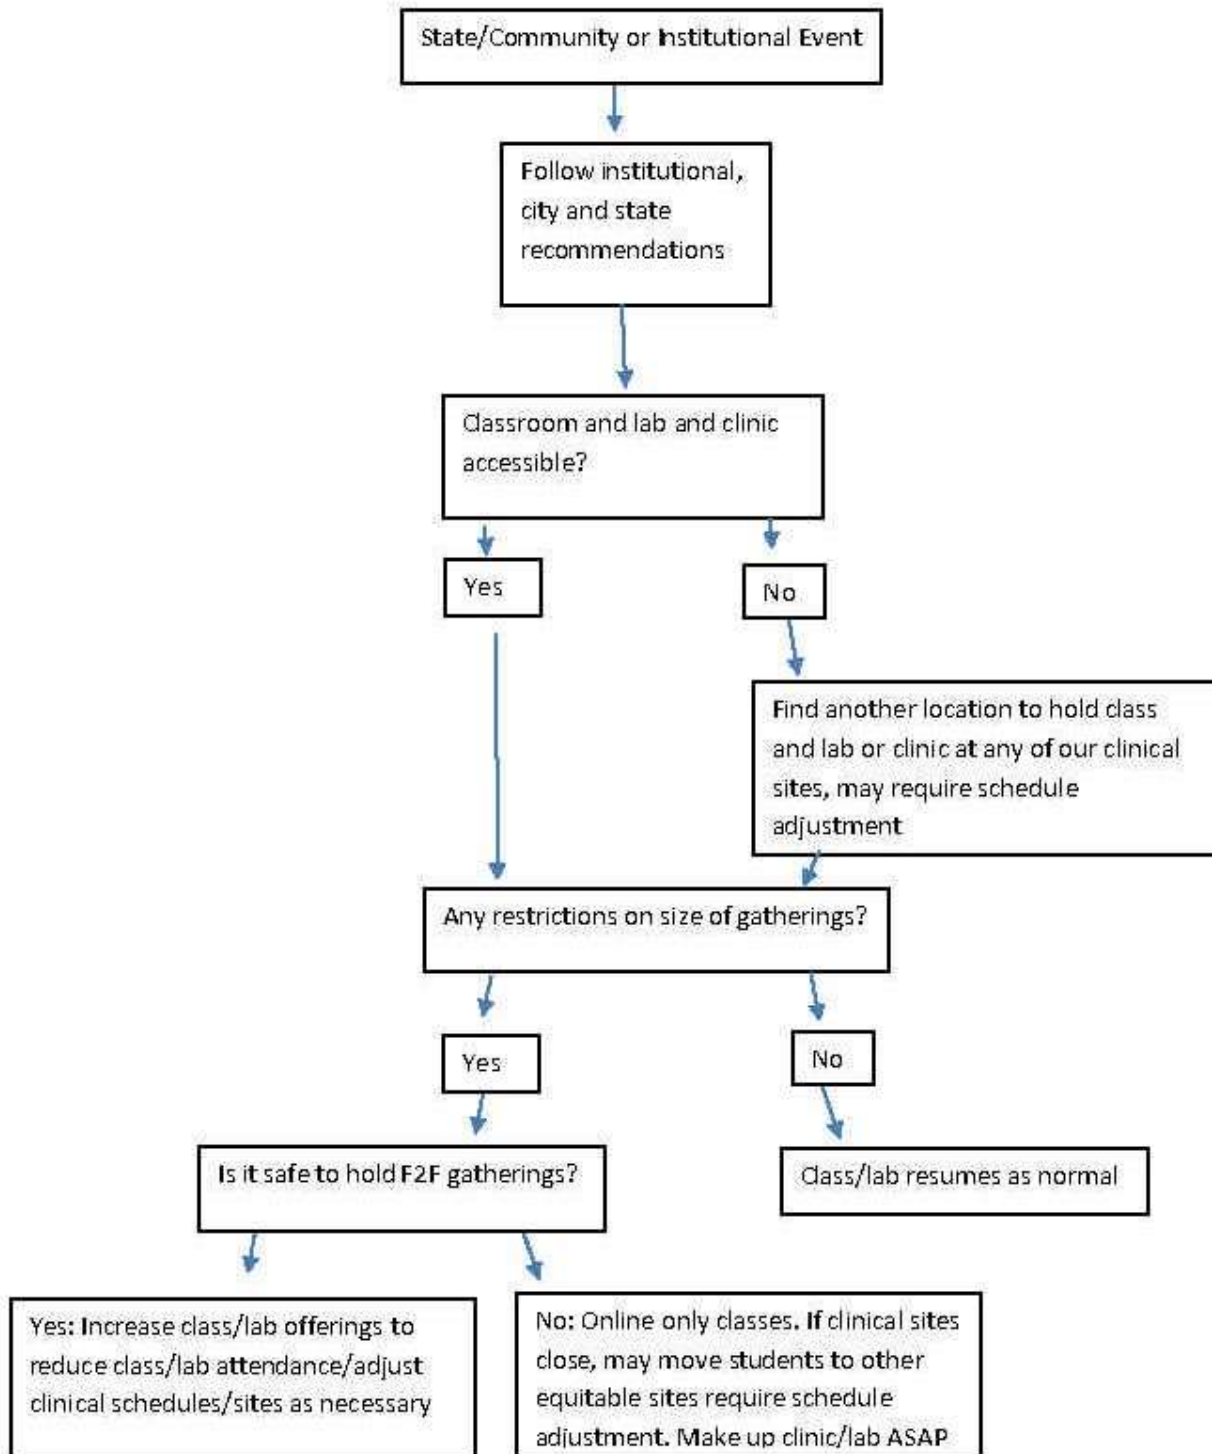 State/Community or Institutional Event
Follow institutional,
city and state
recommendations
Classroom and lab and clinic
accessible?
Yes
No
Find another location to hold class
and lab or clinic at any of our clinical
sites, may require schedule
adjustment
Any restrictions on size of gatherings?
Yes
No
Is it safe to hold F2F gatherings?
Class/lab resumes as normal
Yes: Increase class/lab offerings to
reduce class/lab attendance/adjust
clinical schedules/sites as necessary
No: Online only classes. If clinical sites
close, may move students to other
equitable sites require schedule
adjustment. Make up clinic/lab ASAP